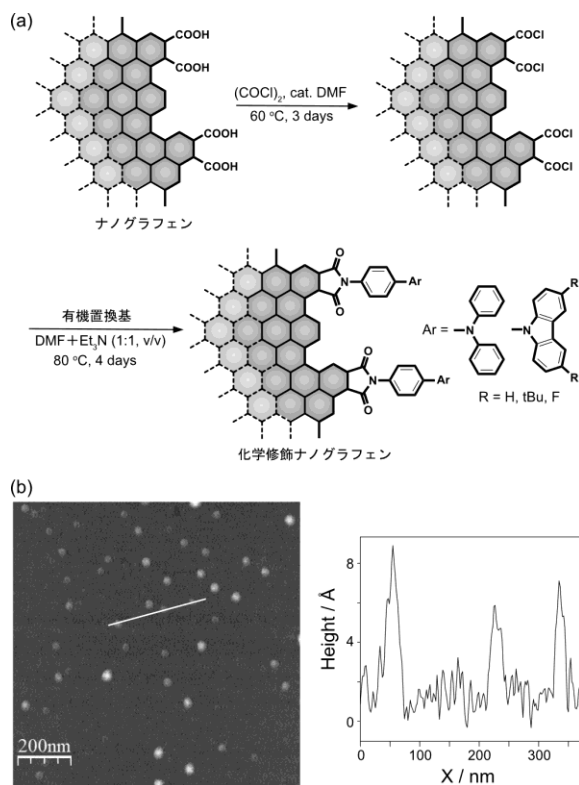 (a)
COOH
COOH
COOH
COOH
ナノグラフェン
(COCl)₂, cat. DMF
60 ºC, 3 days
COCl
COCl
COCl
COCl
有機置換基
DMF+Et₃N (1:1, v/v)
80 ºC, 4 days
O
N
Ar
O
O
N
Ar
O
化学修飾ナノグラフェン
Ar =
N
N
R
R
R = H, tBu, F
(b)
200nm
Height / Å
8
4
0
0 100 200 300
X / nm